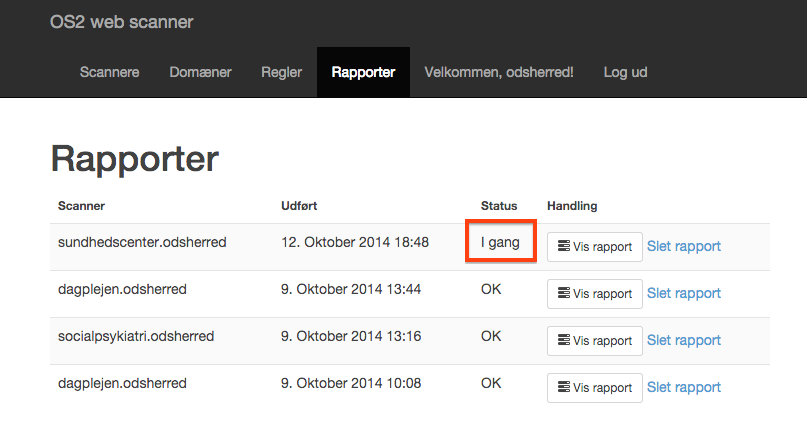 OS2 web scanner
Scannere Domæner Regler Rapporter Velkommen, odsherred! Log ud
Rapporter
Scanner Udført Status Handling
sundhedscenter.odsherred 12. Oktober 2014 18:48 I gang Vis rapport Slet rapport
dagplejen.odsherred 9. Oktober 2014 13:44 OK Vis rapport Slet rapport
socialpsykiatri.odsherred 9. Oktober 2014 13:16 OK Vis rapport Slet rapport
dagplejen.odsherred 9. Oktober 2014 10:08 OK Vis rapport Slet rapport